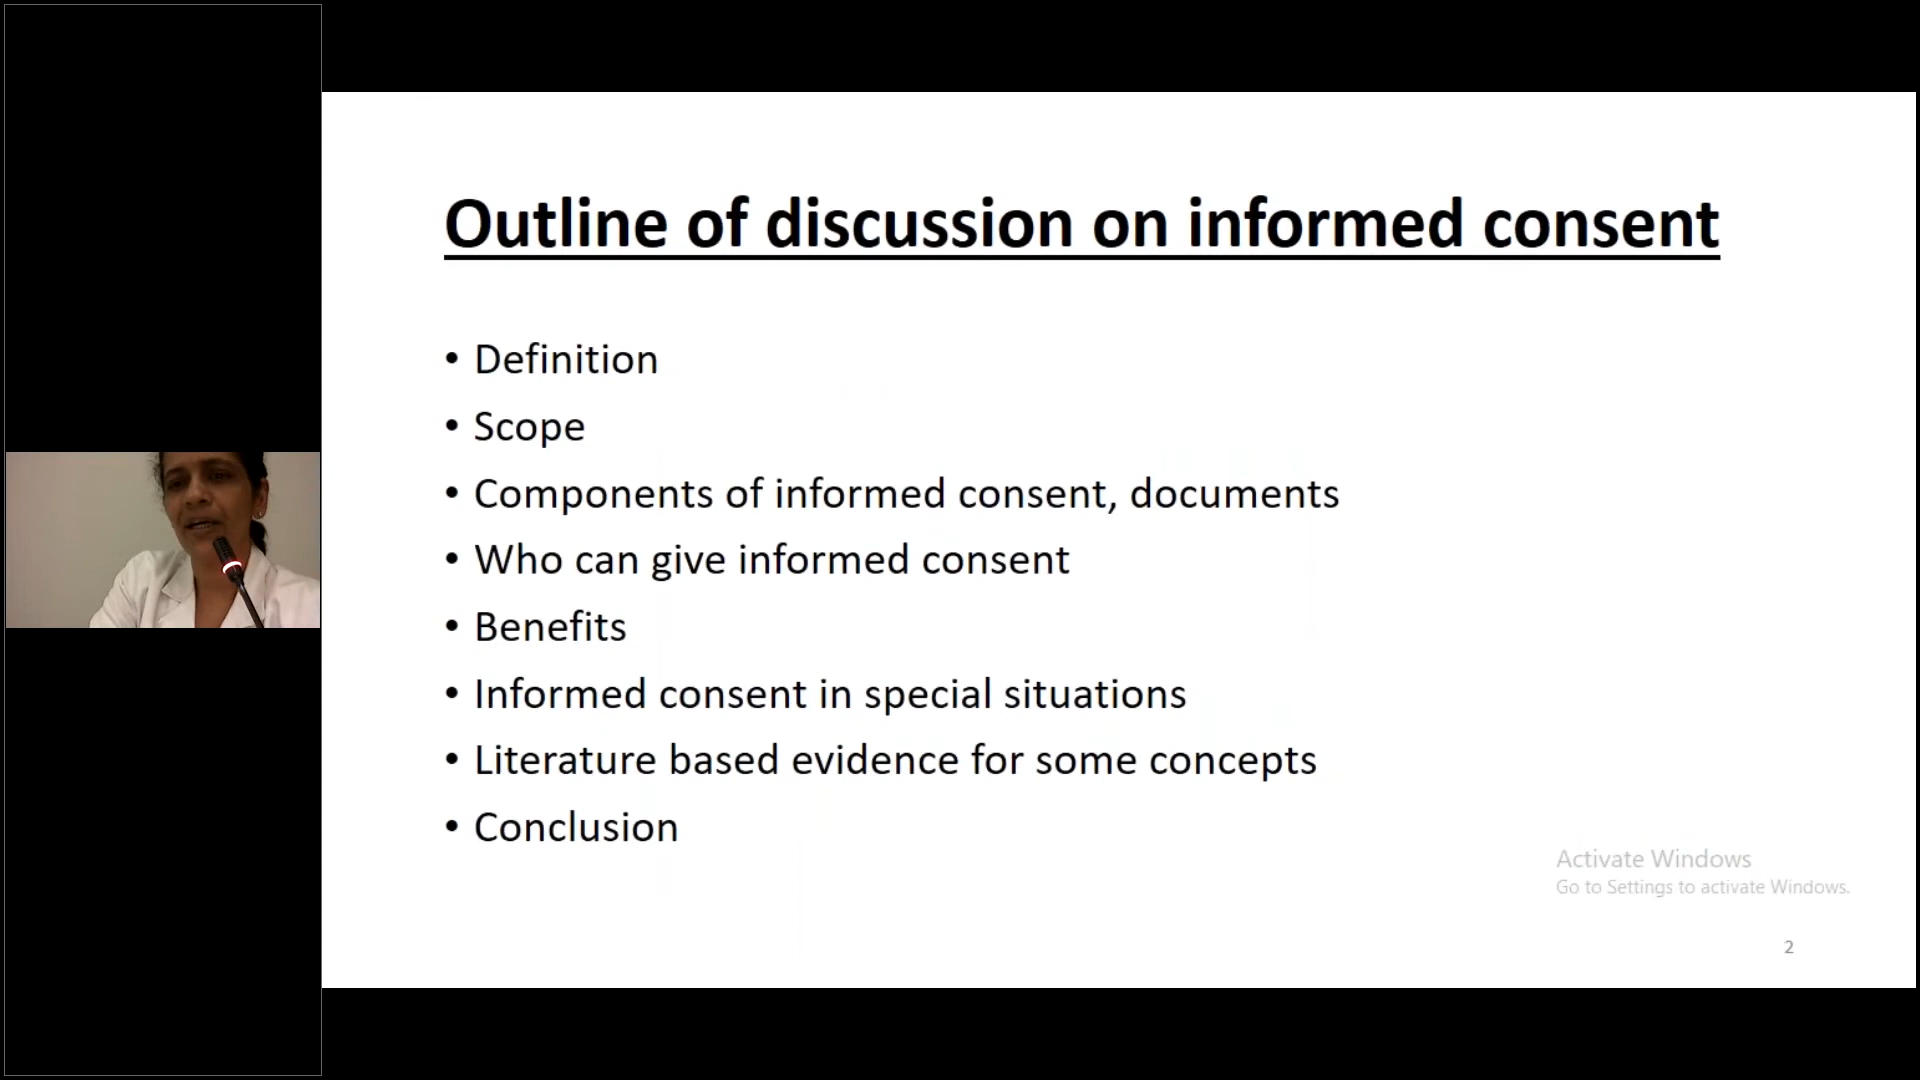 Outline of discussion on informed consent
• Definition
• Scope
• Components of informed consent, documents
• Who can give informed consent
• Benefits
• Informed consent in special situations
• Literature based evidence for some concepts
• Conclusion
Activate Windows
Go to Settings to activate Windows.
2